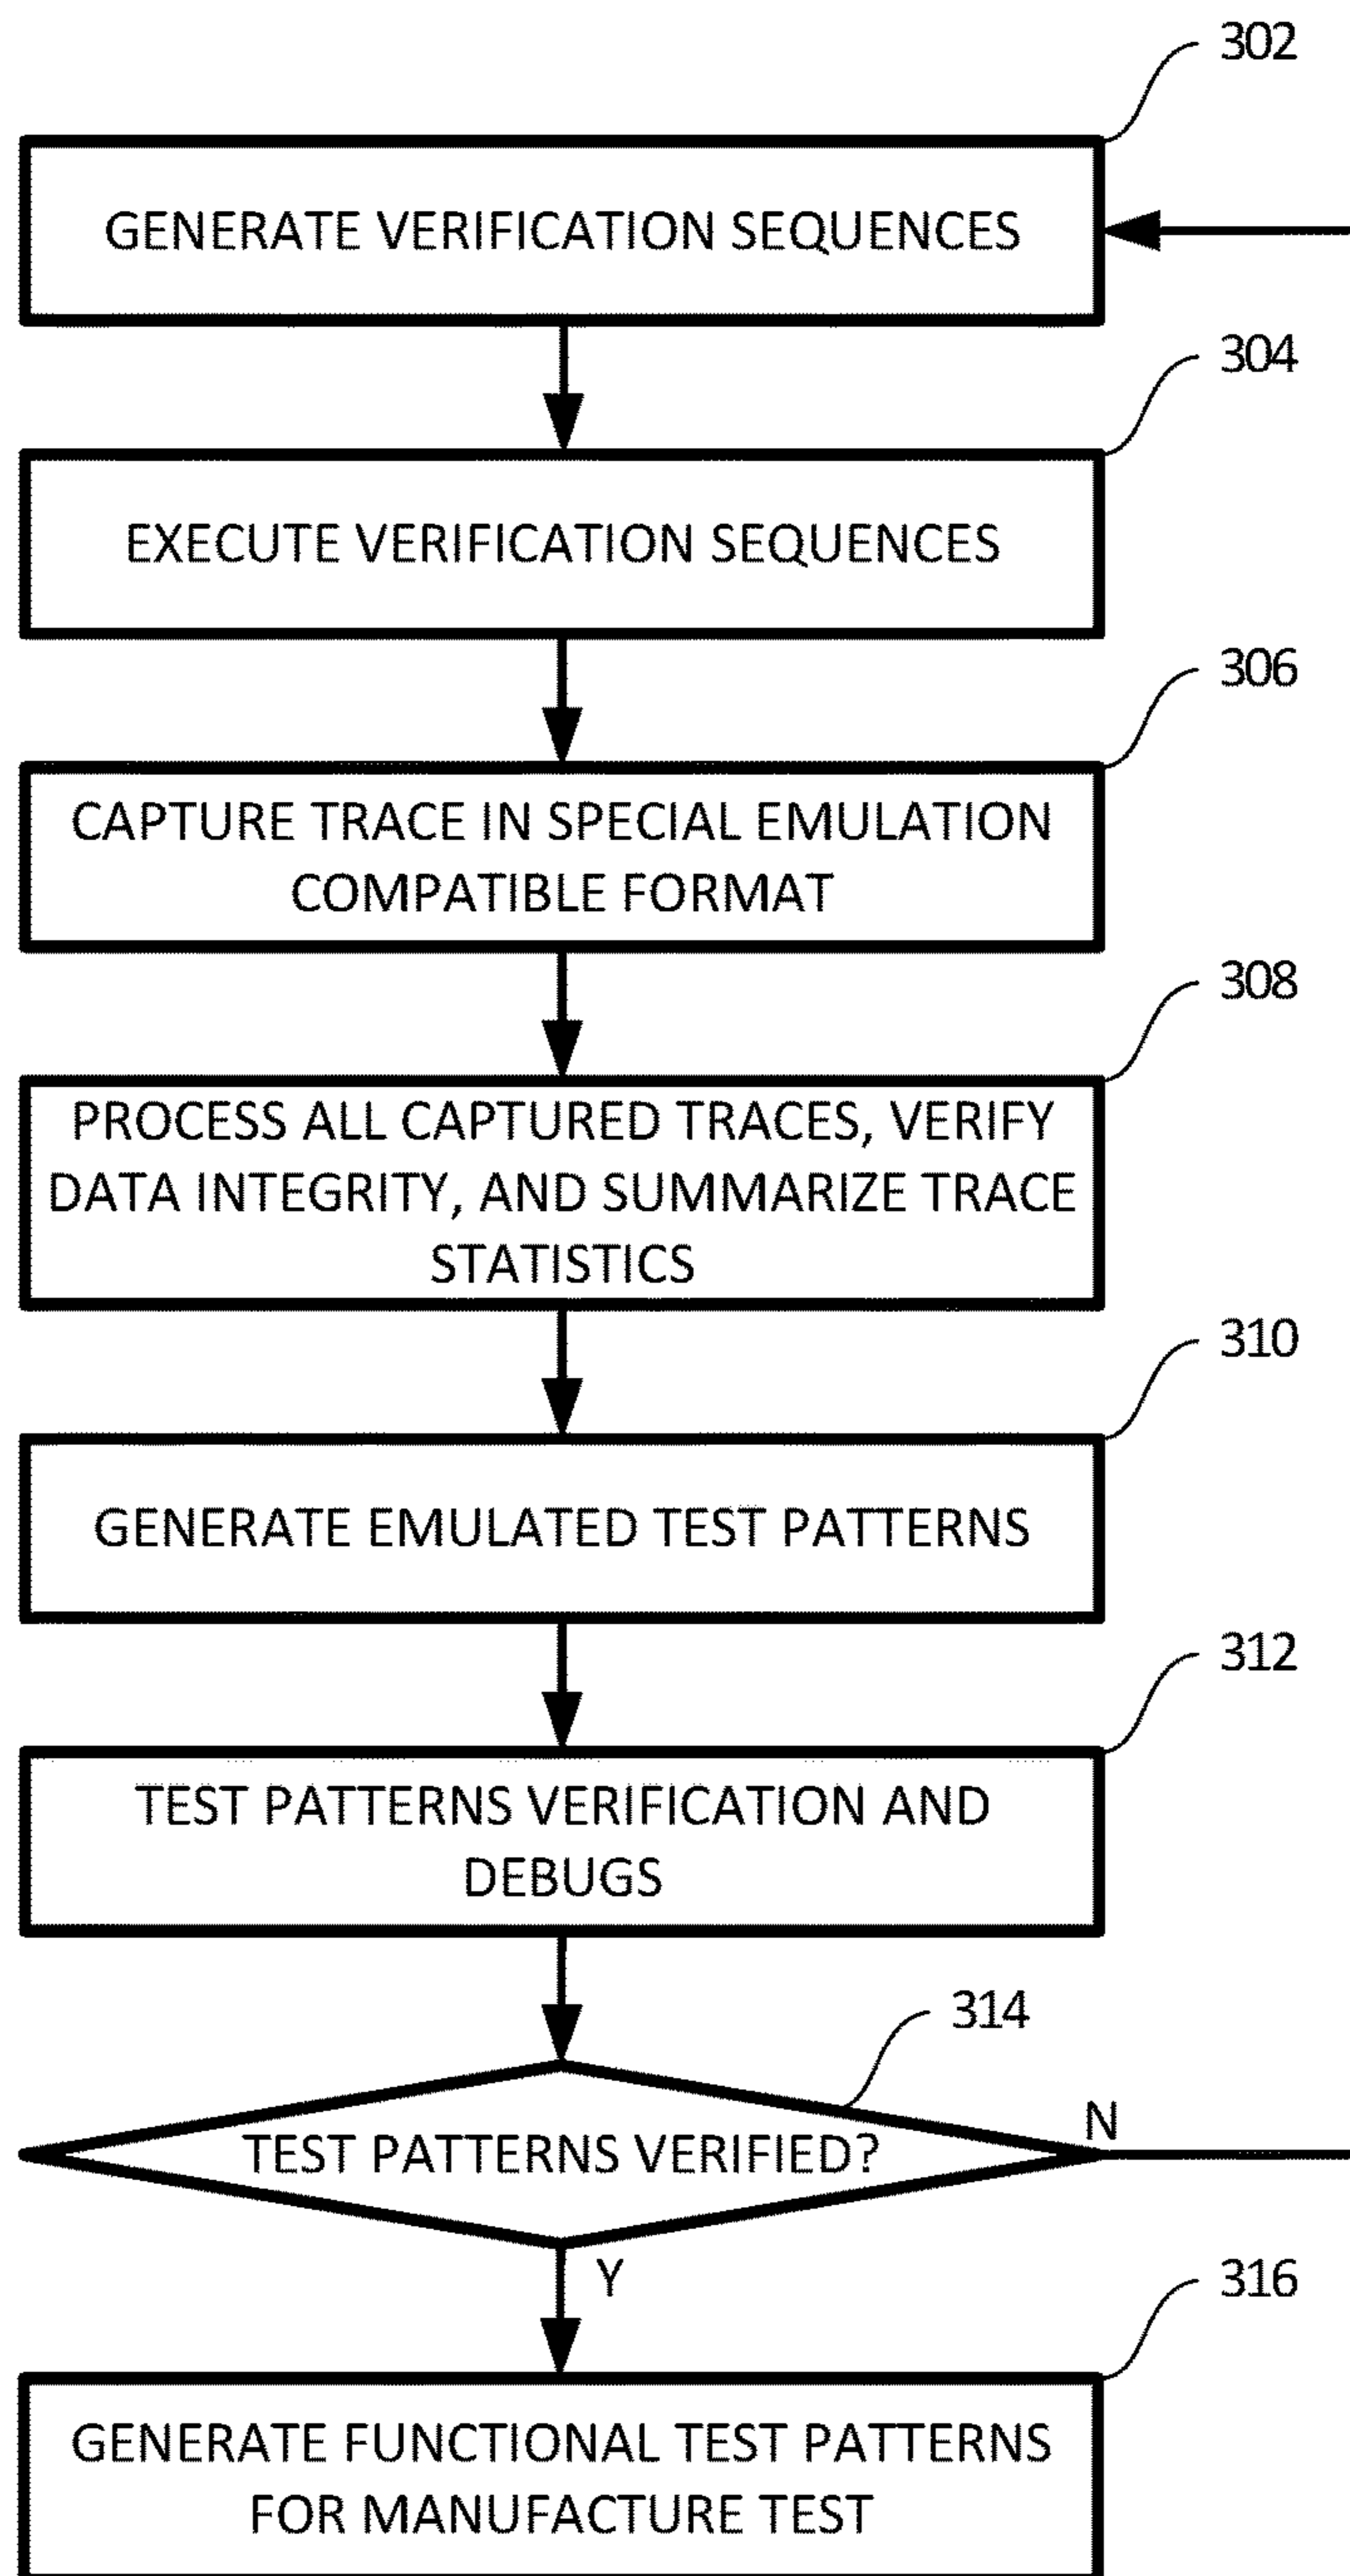 302
GENERATE VERIFICATION SEQUENCES
304
EXECUTE VERIFICATION SEQUENCES
306
CAPTURE TRACE IN SPECIAL EMULATION
COMPATIBLE FORMAT
308
PROCESS ALL CAPTURED TRACES, VERIFY
DATA INTEGRITY, AND SUMMARIZE TRACE
STATISTICS
310
GENERATE EMULATED TEST PATTERNS
312
TEST PATTERNS VERIFICATION AND
DEBUGS
314
TEST PATTERNS VERIFIED?
N
Y
316
GENERATE FUNCTIONAL TEST PATTERNS
FOR MANUFACTURE TEST